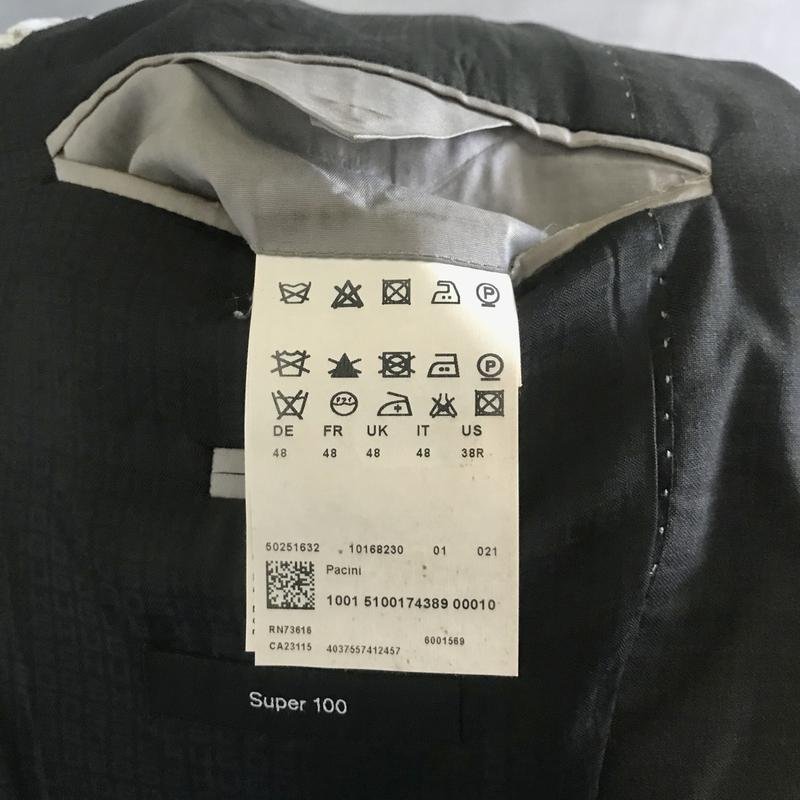 DE FR UK IT US
48 48 48 48 38R
50251632 10168230 01 021
Pacini
1001 5100174389 00010
RN73616 6001569
CA23115 4037557412457
Super 100